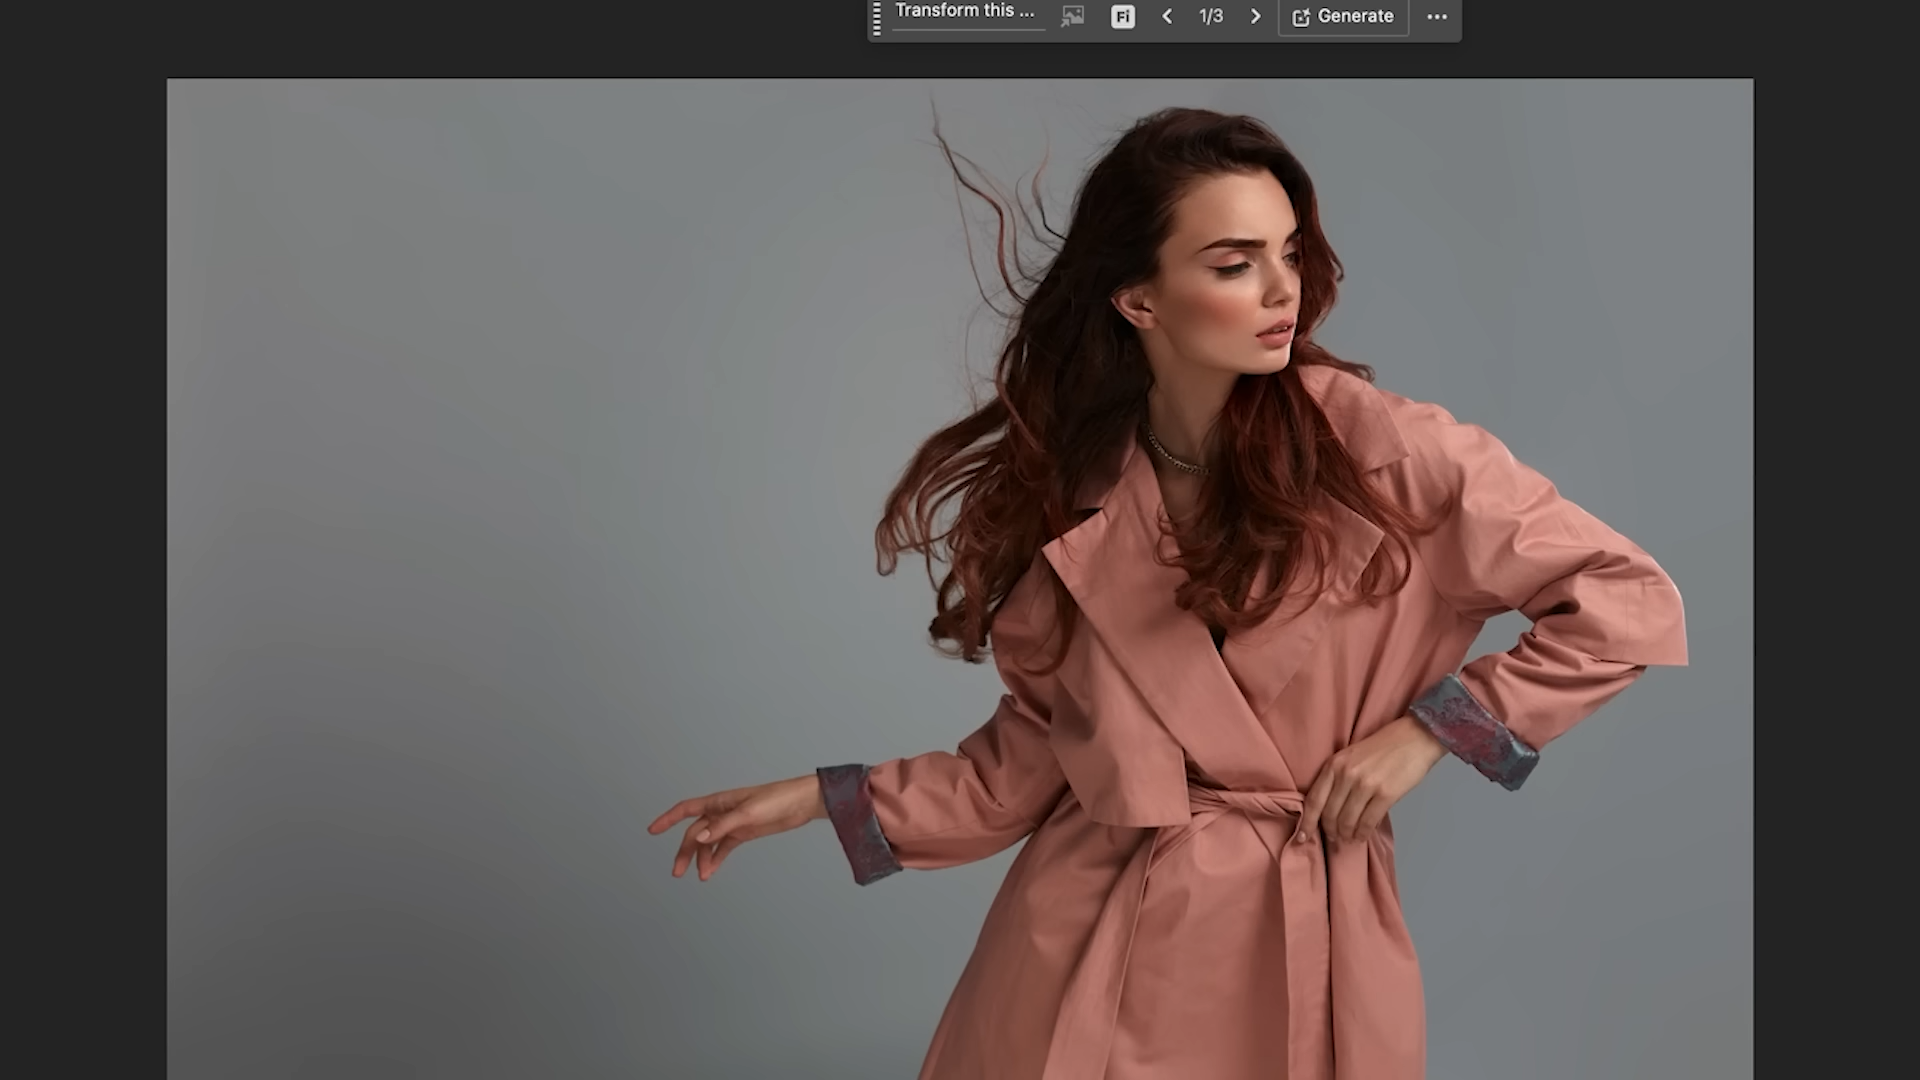 Transform this ...
Fi
1/3
Generate